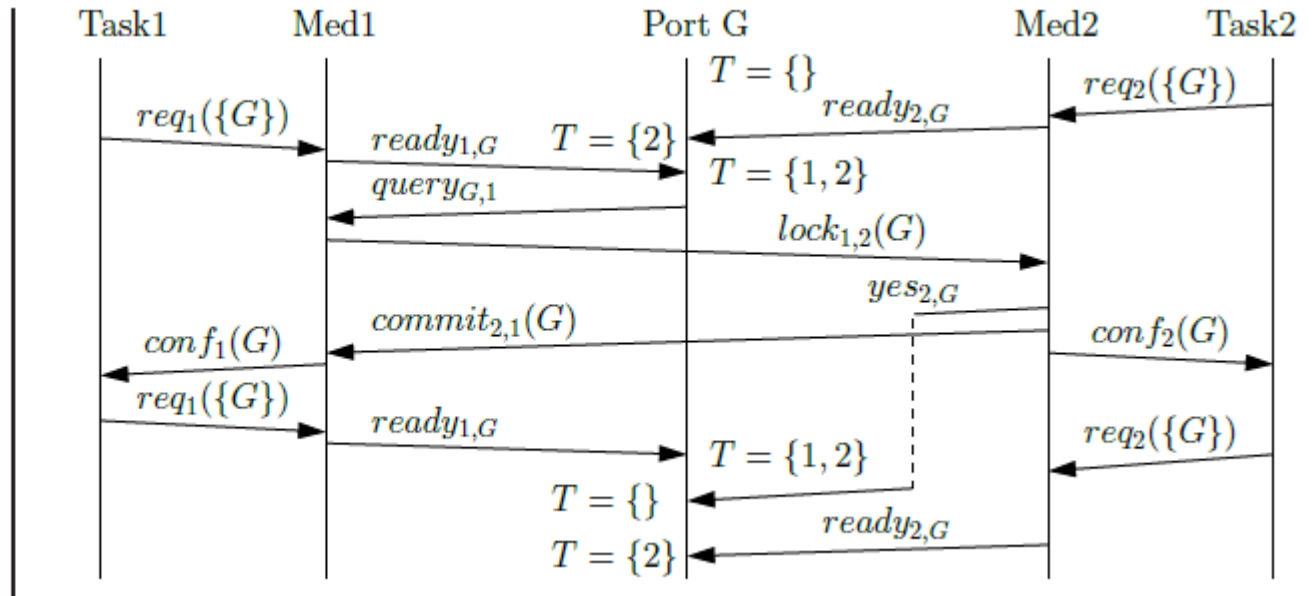 Task1 Med1 Port G Med2 Task2
T = {}
req₂({G})
req₁({G})
ready₂,G
ready₁,G
T = {2}
T = {1, 2}
query_G,1
lock₁,₂(G)
yes₂,G
commit₂,₁(G)
conf₁(G)
conf₂(G)
req₁({G})
ready₁,G
T = {1, 2}
req₂({G})
T = {}
ready₂,G
T = {2}